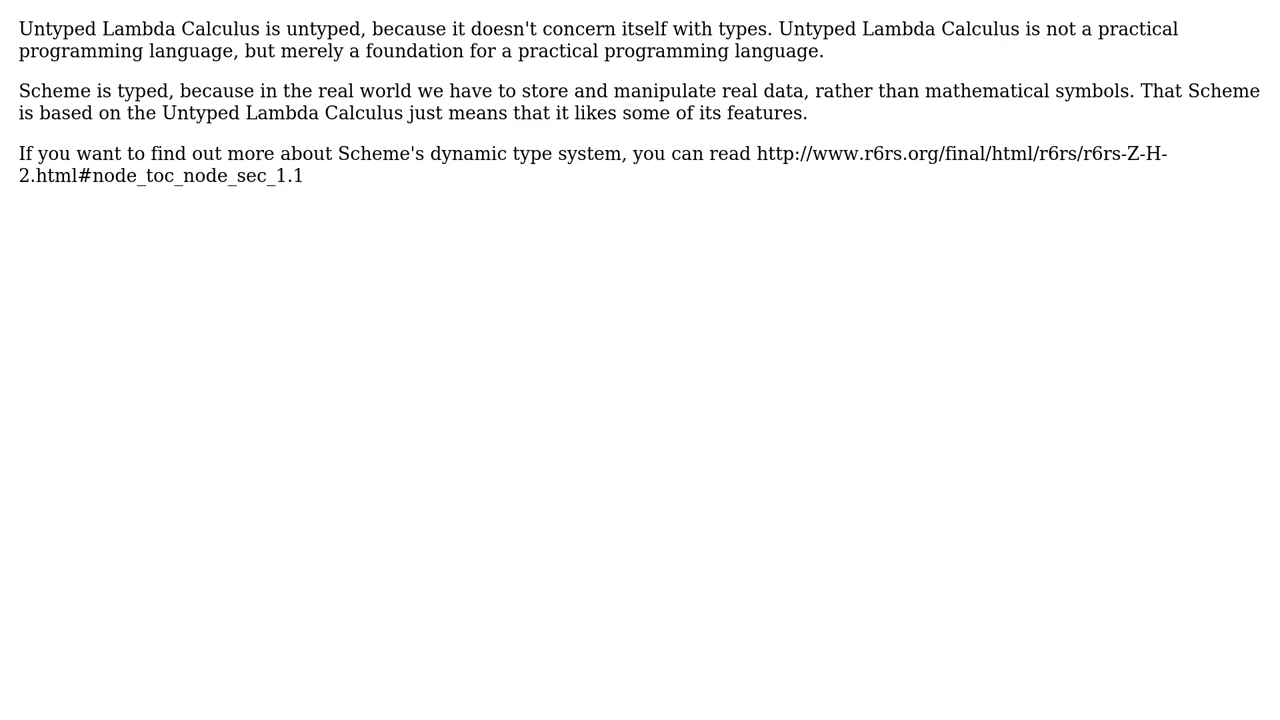 Untyped Lambda Calculus is untyped, because it doesn't concern itself with types. Untyped Lambda Calculus is not a practical
programming language, but merely a foundation for a practical programming language.
Scheme is typed, because in the real world we have to store and manipulate real data, rather than mathematical symbols. That Scheme
is based on the Untyped Lambda Calculus just means that it likes some of its features.
If you want to find out more about Scheme's dynamic type system, you can read http://www.r6rs.org/final/html/r6rs/r6rs-Z-H-
2.html#node_toc_node_sec_1.1